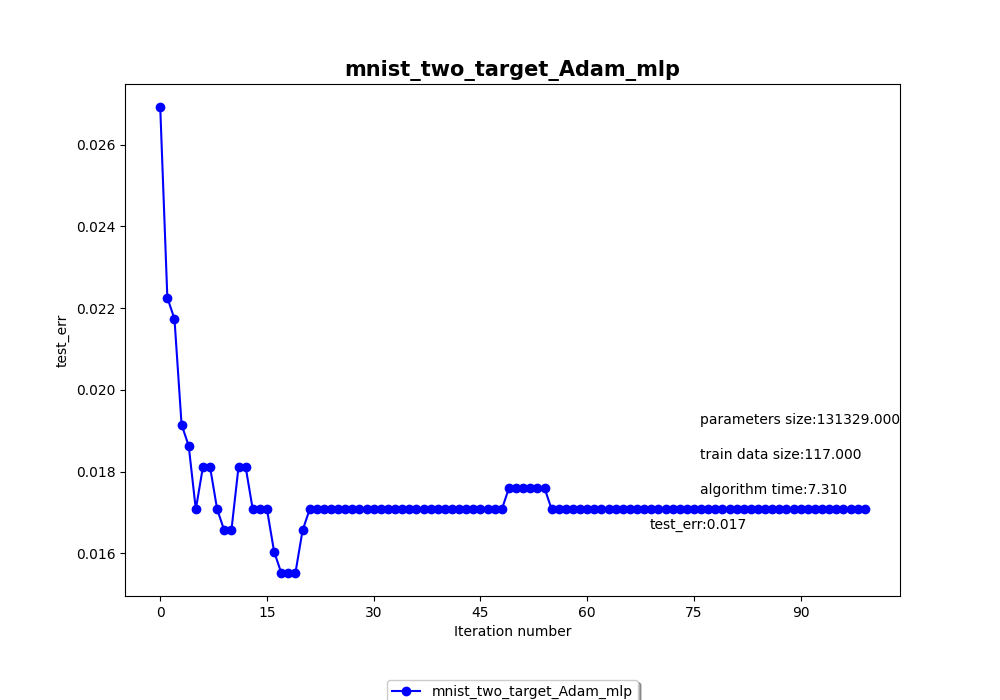 mnist_two_target_Adam_mlp
test_err
0.026
0.024
0.022
0.020
0.018
0.016
parameters size:131329.000
train data size:117.000
algorithm time:7.310
test_err:0.017
0 15 30 45 60 75 90
Iteration number
mnist_two_target_Adam_mlp